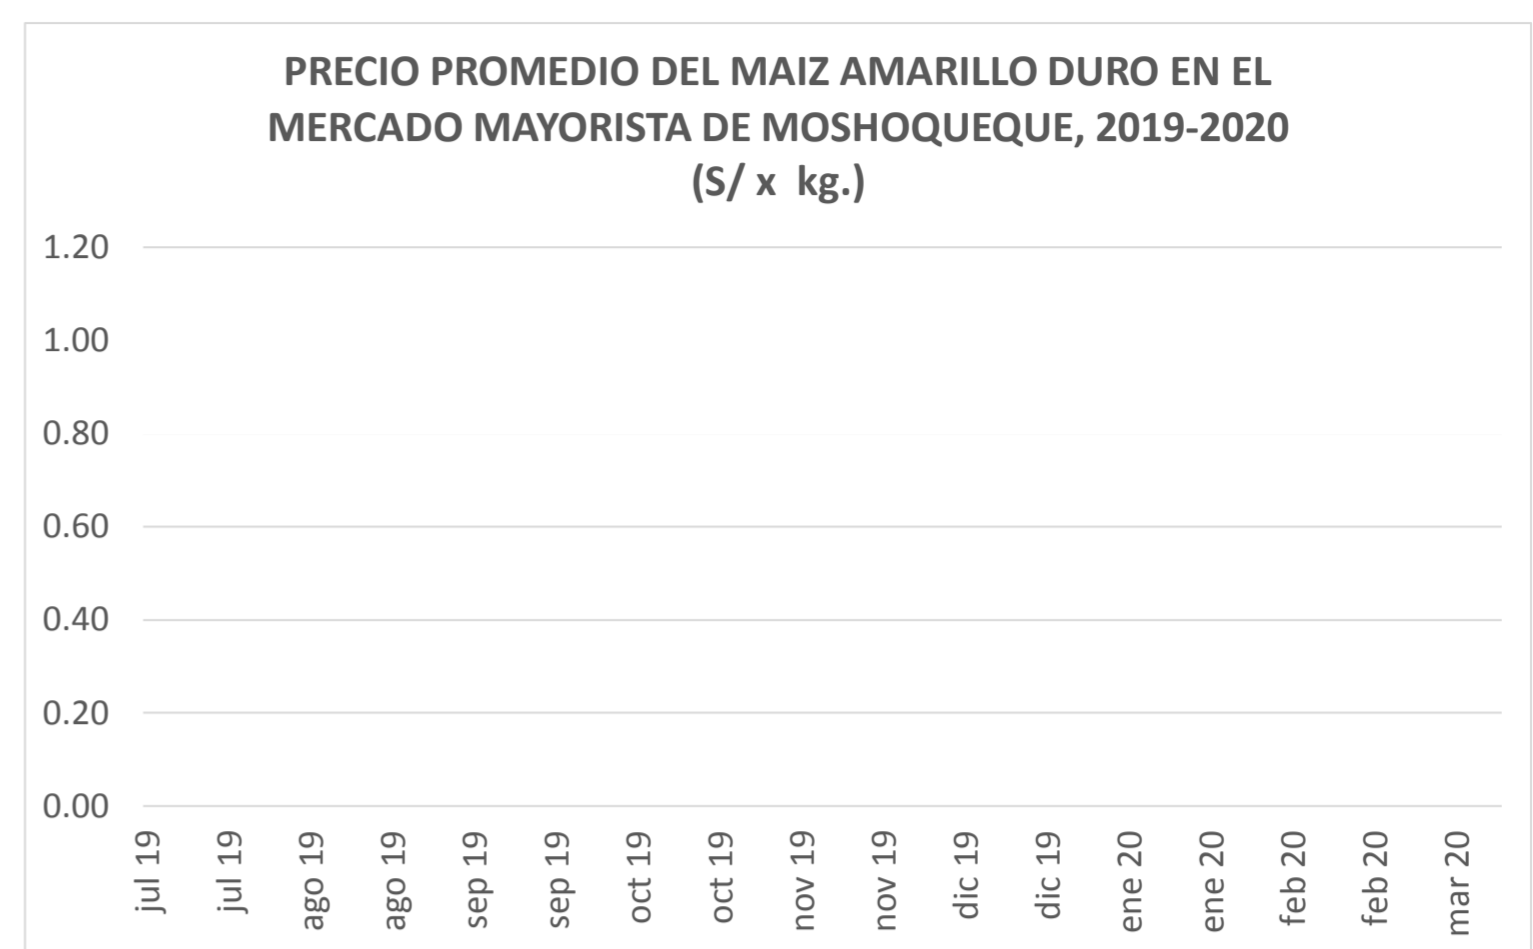 PRECIO PROMEDIO DEL MAIZ AMARILLO DURO EN EL
MERCADO MAYORISTA DE MOSHOQUEQUE, 2019-2020
(S/ x  kg.)
1.20
1.00
0.80
0.60
0.40
0.20
0.00
jul 19
jul 19
ago 19
ago 19
sep 19
sep 19
oct 19
oct 19
nov 19
nov 19
dic 19
dic 19
ene 20
ene 20
feb 20
feb 20
mar 20